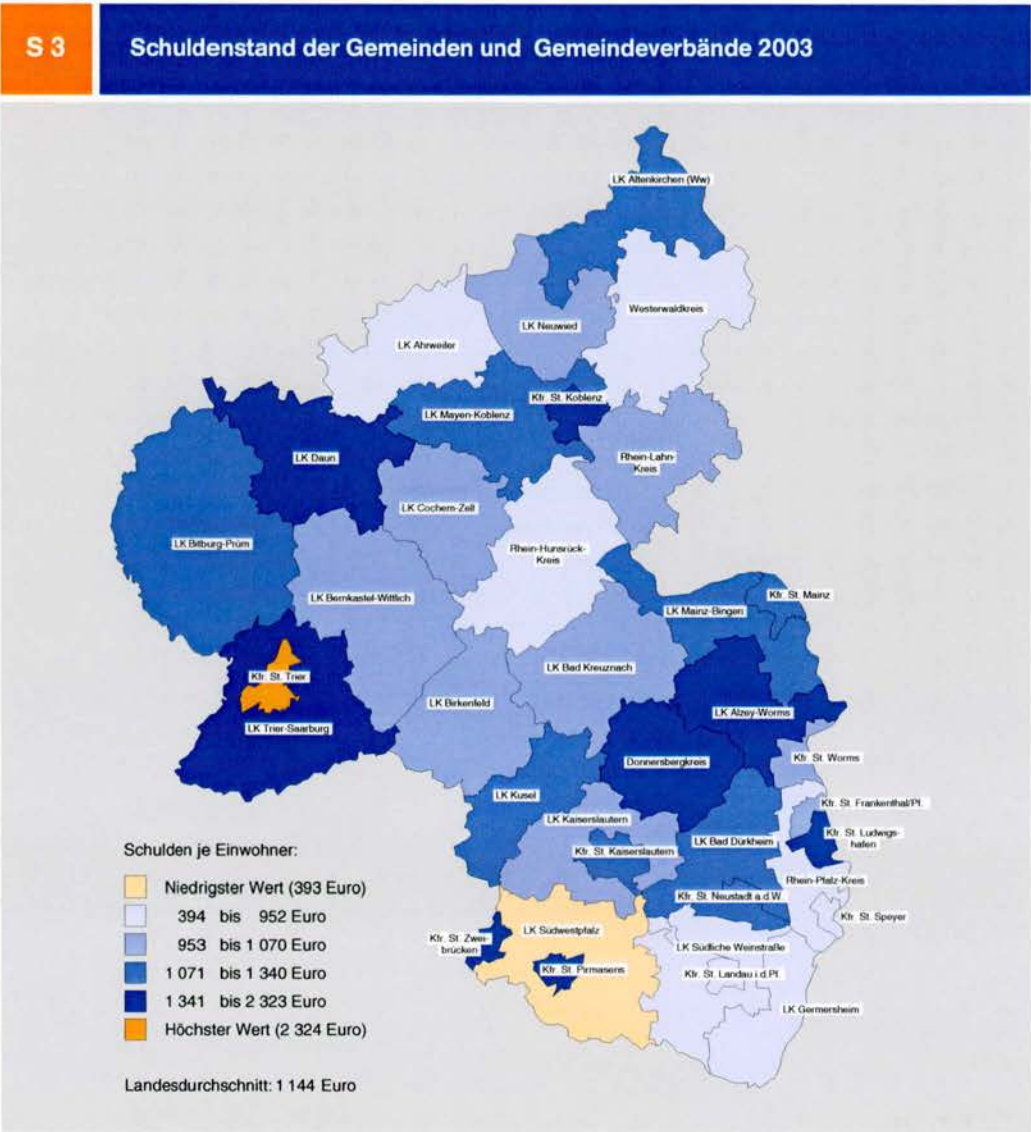 S 3
Schuldenstand der Gemeinden und Gemeindeverbände 2003
LK Altenkirchen (Ww)
Westerwaldkreis
LK Neuwied
LK Ahrweiler
Kfr. St. Koblenz
LK Mayen-Koblenz
LK Daun
Rhein-Lahn-
Kreis
LK Cochem-Zell
LK Bitburg-Prüm
Rhein-Hunsrück-
Kreis
LK Bernkastel-Wittlich
Kfr. St. Mainz
LK Mainz-Bingen
LK Bad Kreuznach
Kfr. St. Trier
LK Birkenfeld
LK Alzey-Worms
LK Trier-Saarburg
Kfr. St. Worms
Donnersbergkreis
LK Kusel
Kfr. St. Frankenthal/Pf.
LK Kaiserslautern
Kfr. St. Ludwigs-
hafen
LK Bad Dürkheim
Kfr. St. Kaiserslautern
Rhein-Pfalz-Kreis
Kfr. St. Neustadt a.d.W.
Kfr. St. Speyer
LK Südwestpfalz
Kfr. St. Zwei-
brücken
LK Südliche Weinstraße
Kfr. St. Pirmasens
Kfr. St. Landau i.d.Pf.
LK Germersheim
Schulden je Einwohner:
Niedrigster Wert (393 Euro)
394 bis 952 Euro
953 bis 1 070 Euro
1 071 bis 1 340 Euro
1 341 bis 2 323 Euro
Höchster Wert (2 324 Euro)
Landesdurchschnitt: 1 144 Euro